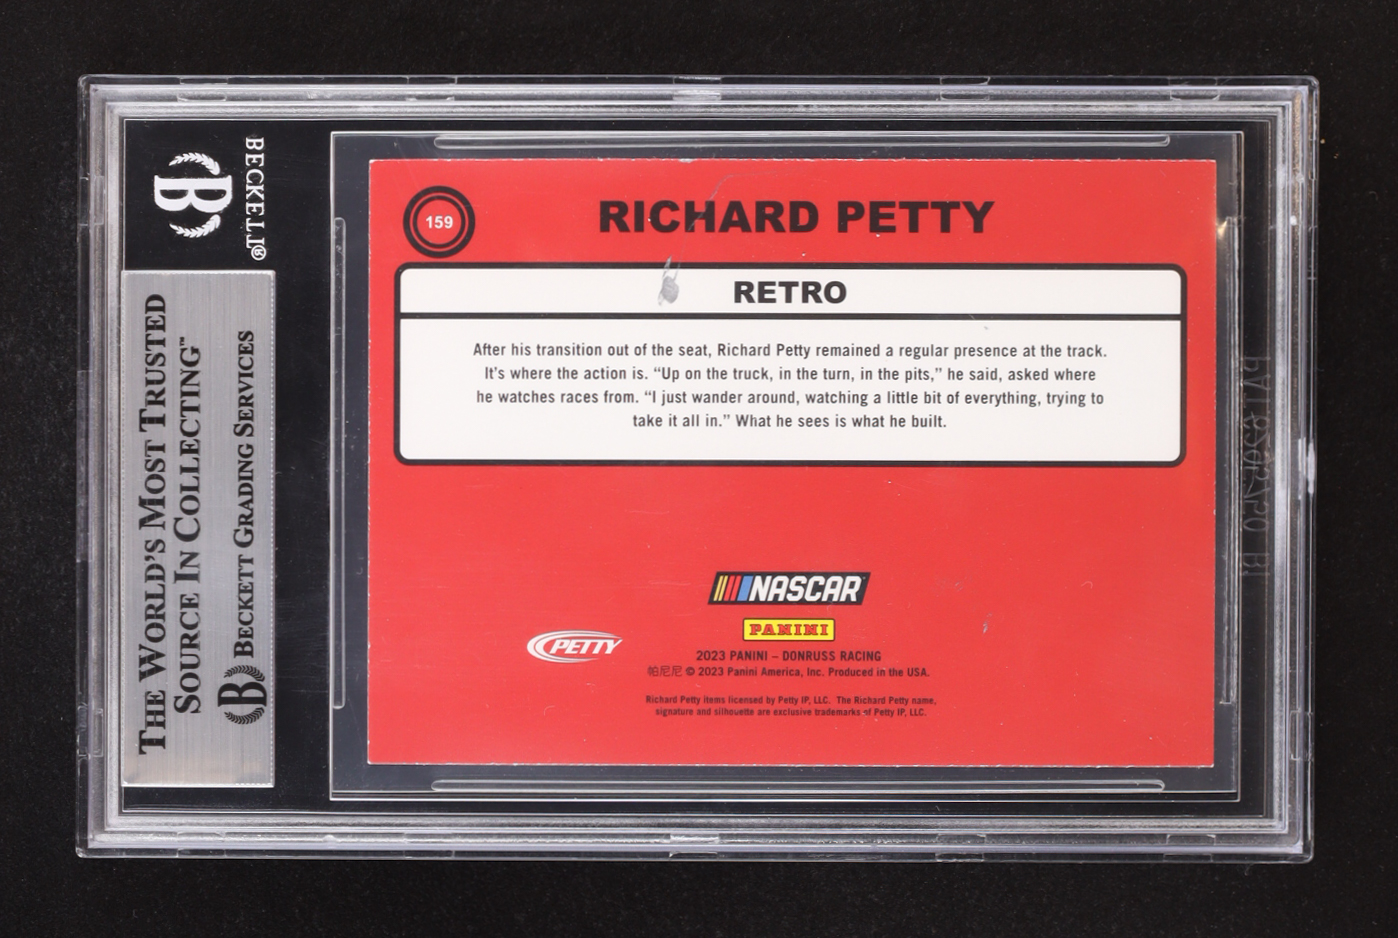 BECKETT®
B
THE WORLD'S MOST TRUSTED
SOURCE IN COLLECTING™
B BECKETT GRADING SERVICES
159
RICHARD PETTY
RETRO
After his transition out of the seat, Richard Petty remained a regular presence at the track.
It's where the action is. “Up on the truck, in the turn, in the pits,” he said, asked where
he watches races from. “I just wander around, watching a little bit of everything, trying to
take it all in.” What he sees is what he built.
NASCAR
PANINI
PETTY
2023 PANINI – DONRUSS RACING
帕尼尼 © 2023 Panini America, Inc. Produced in the USA.
Richard Petty items licensed by Petty IP, LLC. The Richard Petty name,
signature and silhouette are exclusive trademarks of Petty IP, LLC.